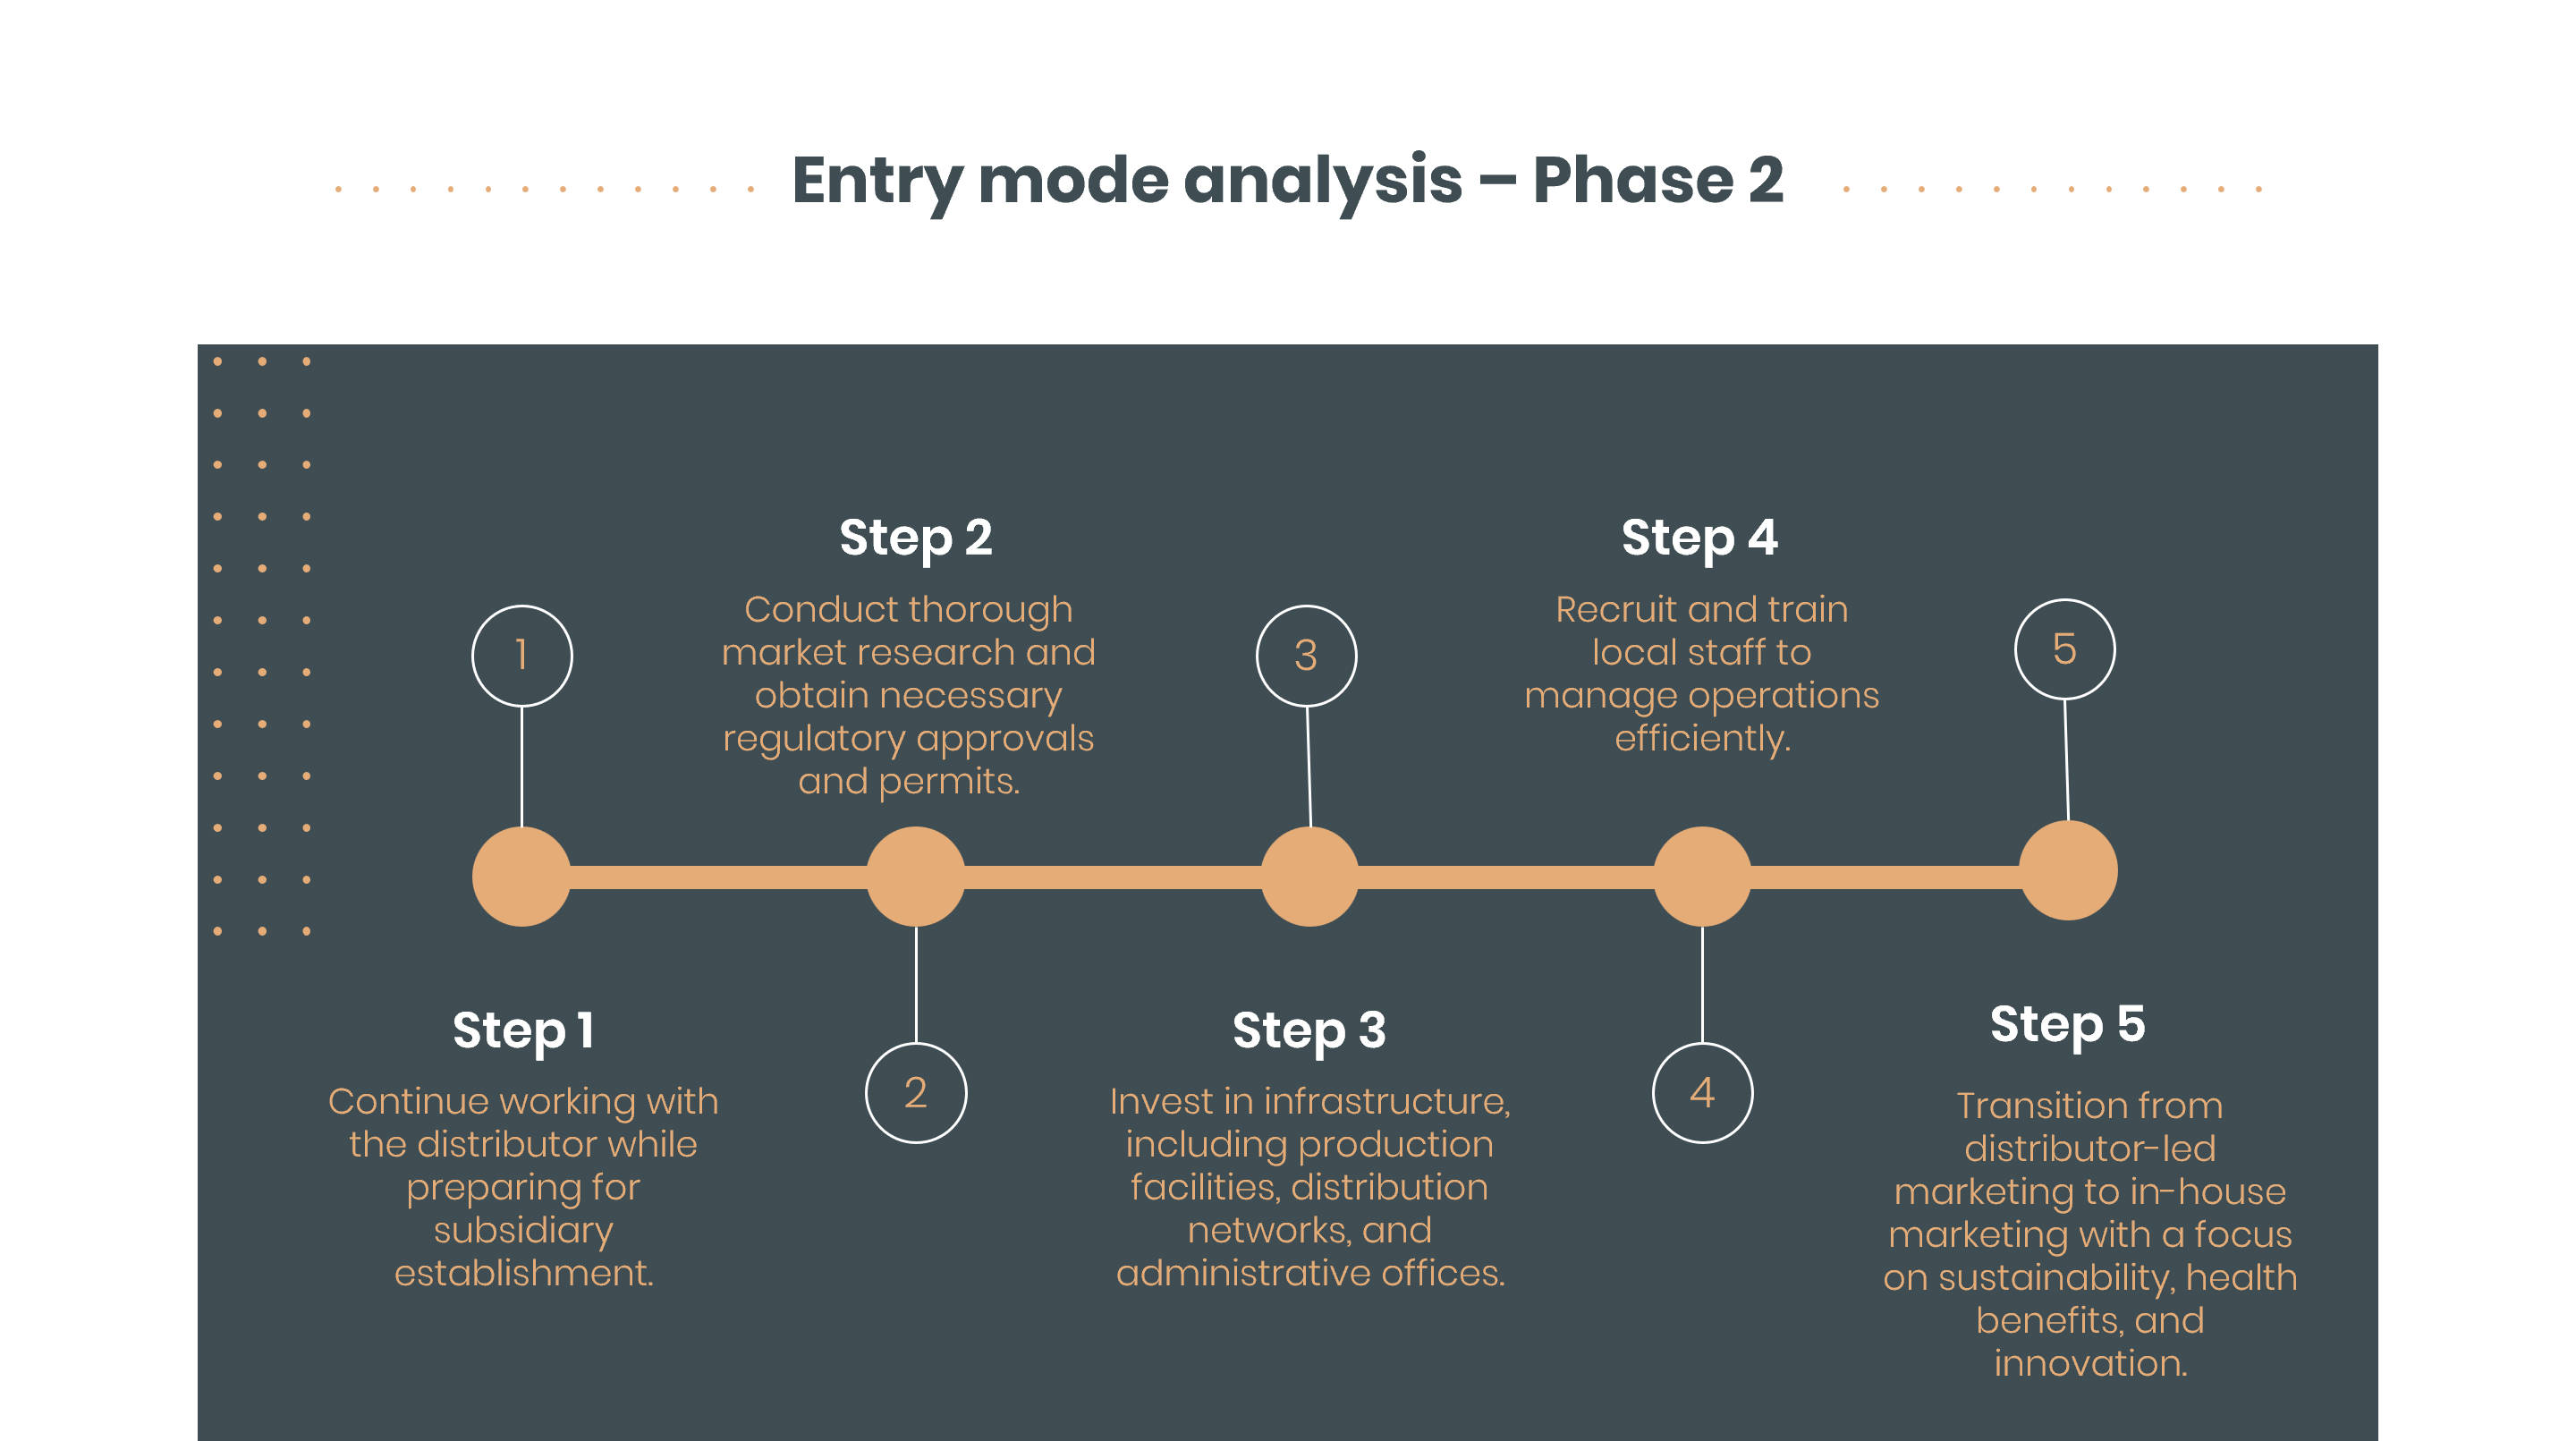 Entry mode analysis – Phase 2
Step 1
Continue working with
the distributor while
preparing for
subsidiary
establishment.
1
Step 2
Conduct thorough
market research and
obtain necessary
regulatory approvals
and permits.
2
3
Step 3
Invest in infrastructure,
including production
facilities, distribution
networks, and
administrative offices.
Step 4
Recruit and train
local staff to
manage operations
efficiently.
4
5
Step 5
Transition from
distributor-led
marketing to in-house
marketing with a focus
on sustainability, health
benefits, and
innovation.